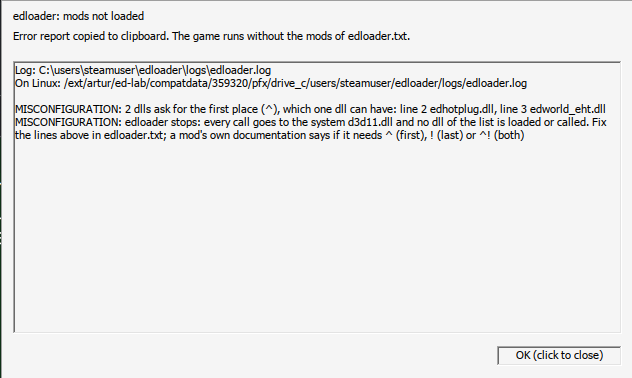 edloader: mods not loaded
Error report copied to clipboard. The game runs without the mods of edloader.txt.
Log: C:\users\steamuser\edloader\logs\edloader.log
On Linux: /ext/artur/ed-lab/compatdata/359320/pfx/drive_c/users/steamuser/edloader/logs/edloader.log
MISCONFIGURATION: 2 dlls ask for the first place (^), which one dll can have: line 2 edhotplug.dll, line 3 edworld_eht.dll
MISCONFIGURATION: edloader stops: every call goes to the system d3d11.dll and no dll of the list is loaded or called. Fix
the lines above in edloader.txt; a mod's own documentation says if it needs ^ (first), ! (last) or ^! (both)
OK (click to close)